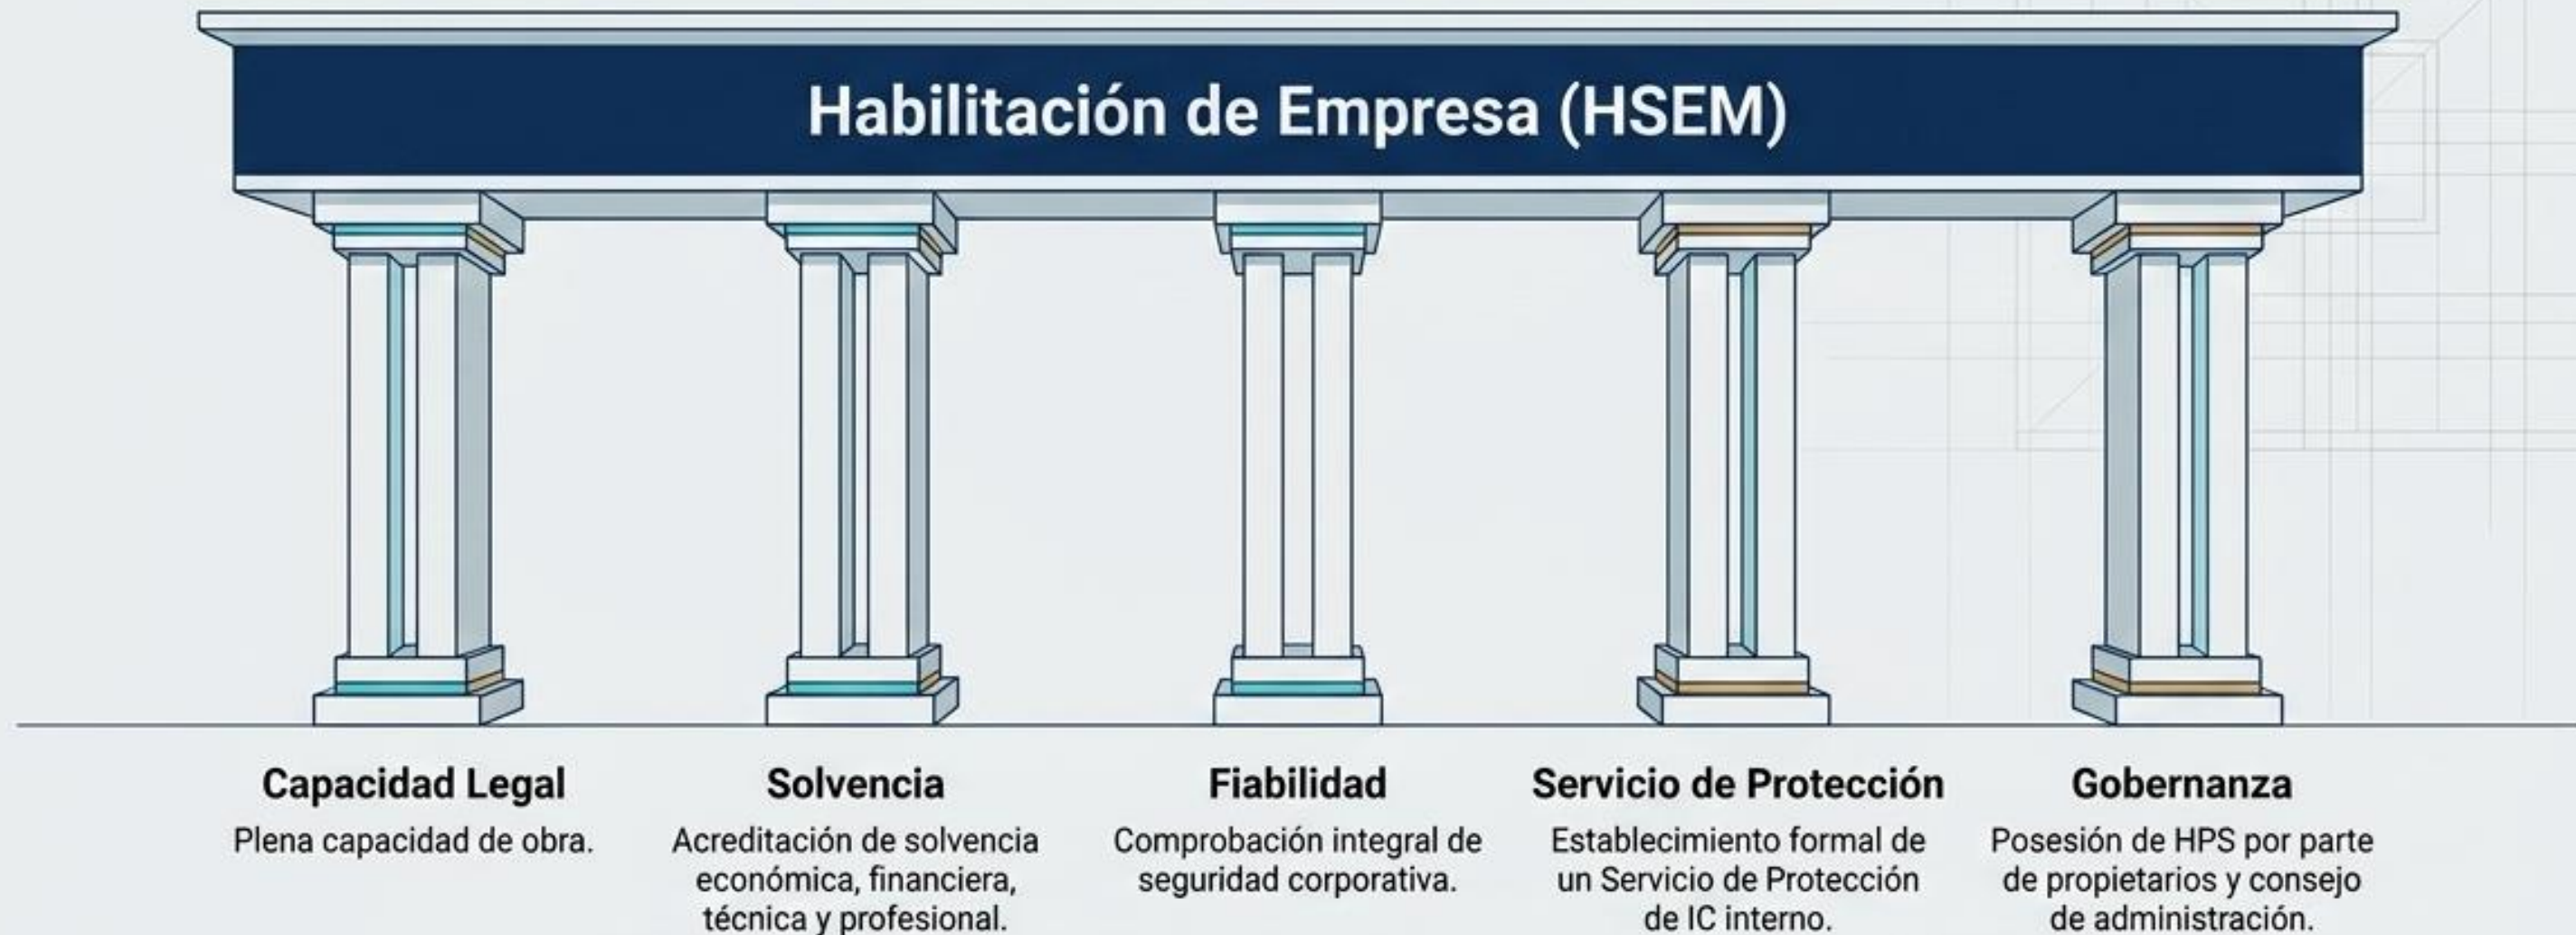 Habilitación de Empresa (HSEM)
Capacidad Legal
Plena capacidad de obra.
Solvencia
Acreditación de solvencia
económica, financiera,
técnica y profesional.
Fiabilidad
Comprobación integral de
seguridad corporativa.
Servicio de Protección
Establecimiento formal de
un Servicio de Protección
de IC interno.
Gobernanza
Posesión de HPS por parte
de propietarios y consejo
de administración.